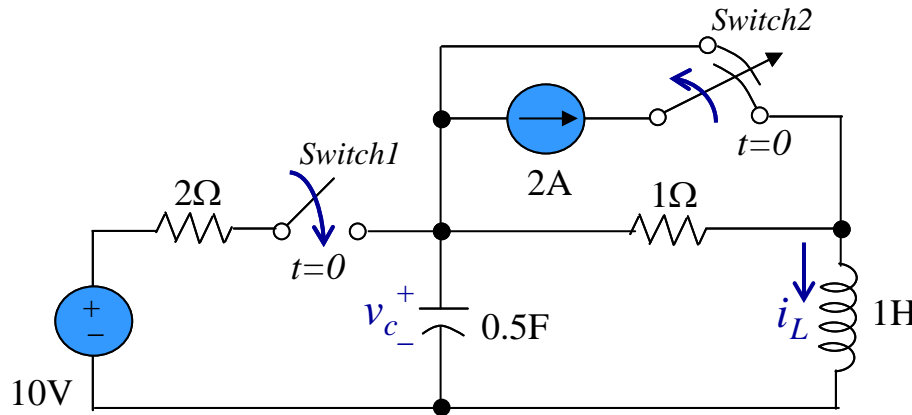 Switch2
Switch1
2A
t=0
2Ω
1Ω
t=0
+
v_c
−
0.5F
i_L
1H
+
−
10V